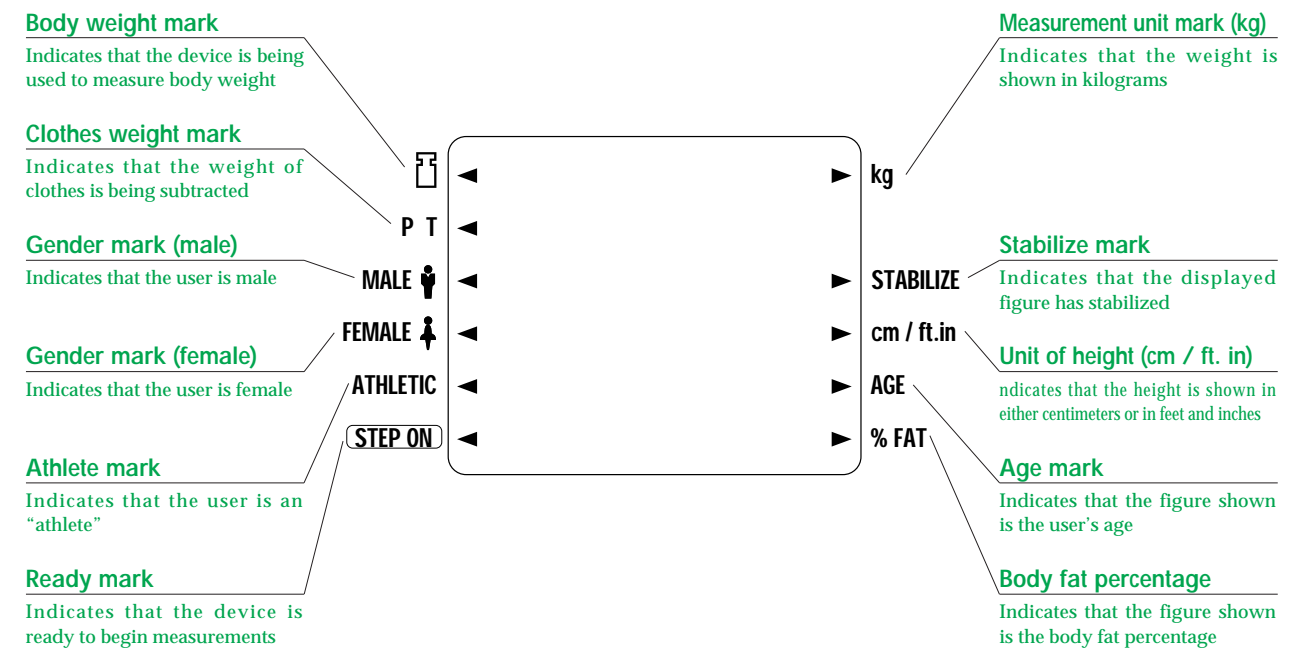 Body weight mark
Indicates that the device is being
used to measure body weight
Clothes weight mark
Indicates that the weight of
clothes is being subtracted
Gender mark (male)
Indicates that the user is male
Gender mark (female)
Indicates that the user is female
Athlete mark
Indicates that the user is an
“athlete”
Ready mark
Indicates that the device is
ready to begin measurements
P T
MALE
FEMALE
ATHLETIC
STEP ON
kg
STABILIZE
cm / ft.in
AGE
% FAT
Measurement unit mark (kg)
Indicates that the weight is
shown in kilograms
Stabilize mark
Indicates that the displayed
figure has stabilized
Unit of height (cm / ft. in)
ndicates that the height is shown in
either centimeters or in feet and inches
Age mark
Indicates that the figure shown
is the user's age
Body fat percentage
Indicates that the figure shown
is the body fat percentage